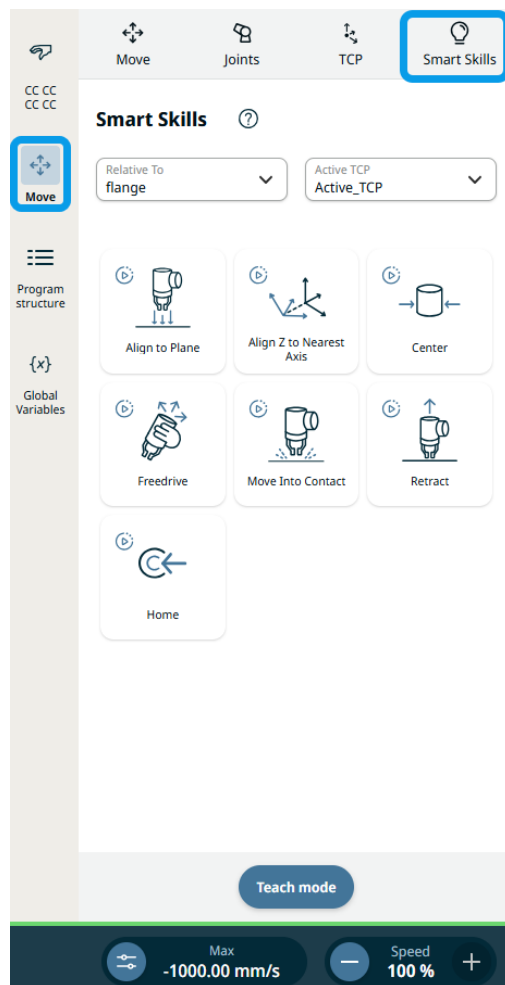 Move
Joints
TCP
Smart Skills
CC CC
CC CC
Smart Skills
Move
Relative To
flange
Active TCP
Active_TCP
Program
structure
{x}
Global
Variables
Align to Plane
Align Z to Nearest
Axis
Center
Freedrive
Move Into Contact
Retract
Home
Teach mode
Max
-1000.00 mm/s
Speed
100 %